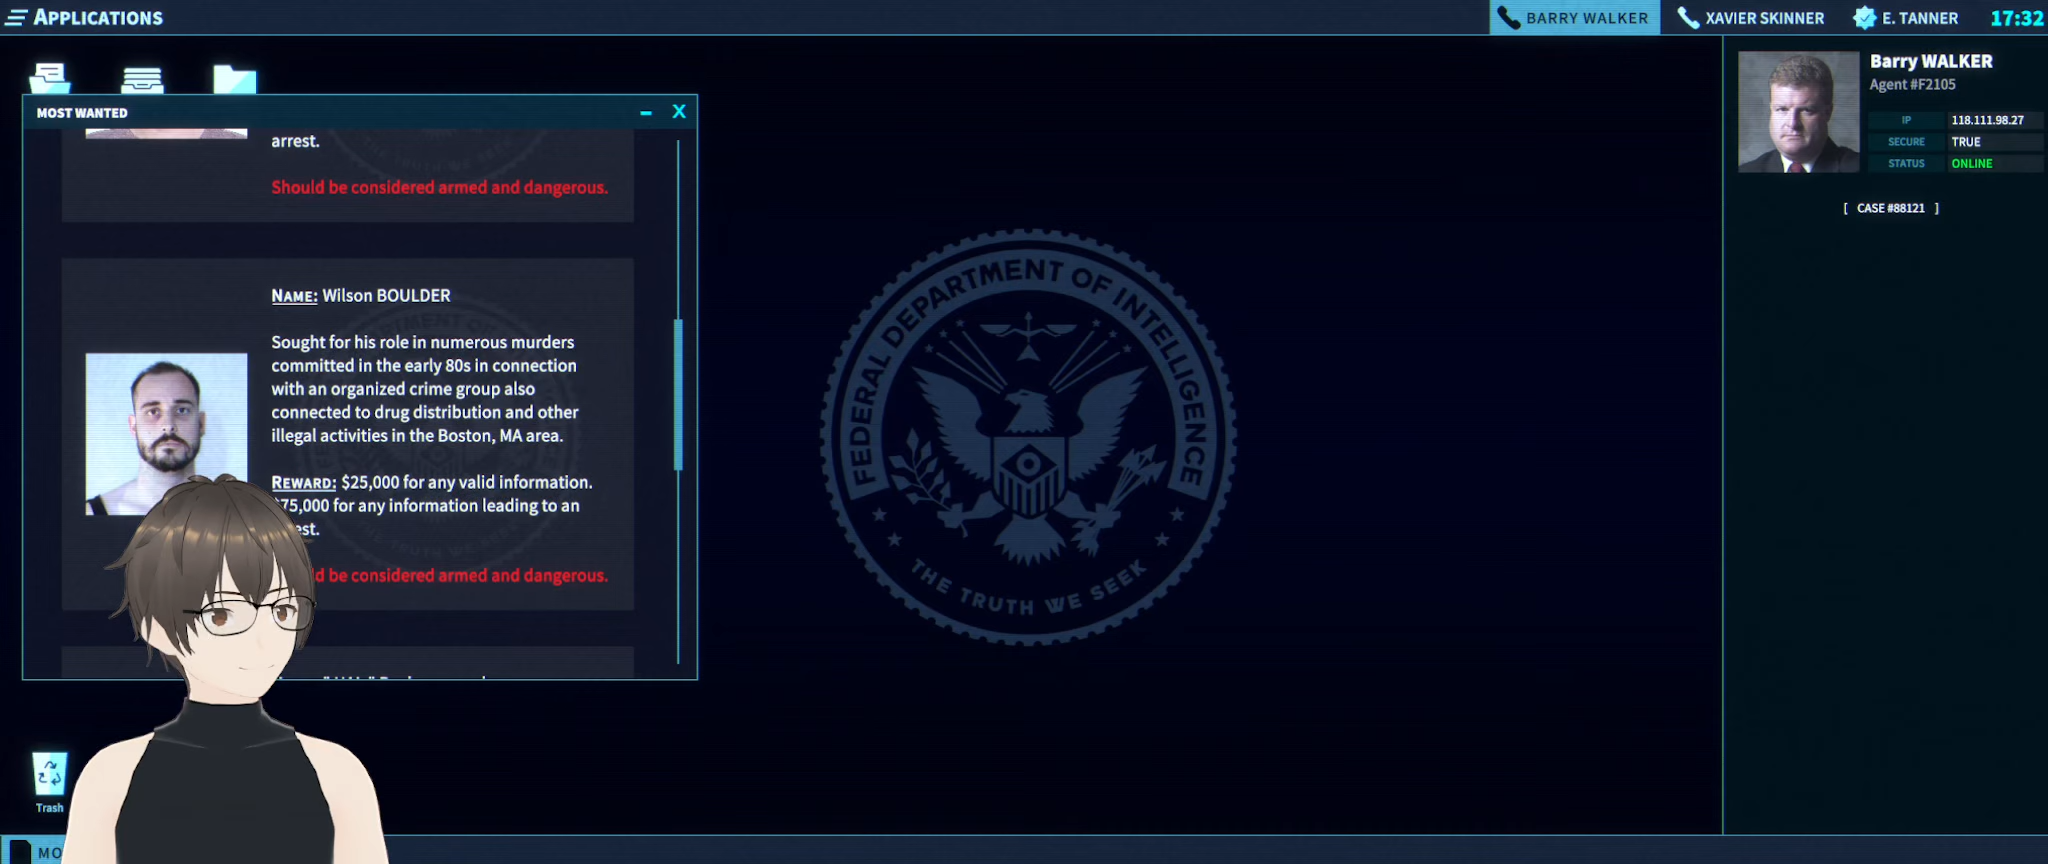 APPLICATIONS
BARRY WALKER
XAVIER SKINNER
E. TANNER
17:32
MOST WANTED
arrest.
Should be considered armed and dangerous.
NAME: Wilson BOULDER
Sought for his role in numerous murders
committed in the early 80s in connection
with an organized crime group also
connected to drug distribution and other
illegal activities in the Boston, MA area.
REWARD: $25,000 for any valid information.
75,000 for any information leading to an
est.
d be considered armed and dangerous.
FEDERAL DEPARTMENT OF INTELLIGENCE
THE TRUTH WE SEEK
Barry WALKER
Agent #F2105
IP 118.111.98.27
SECURE TRUE
STATUS ONLINE
[ CASE #88121 ]
Trash
MO